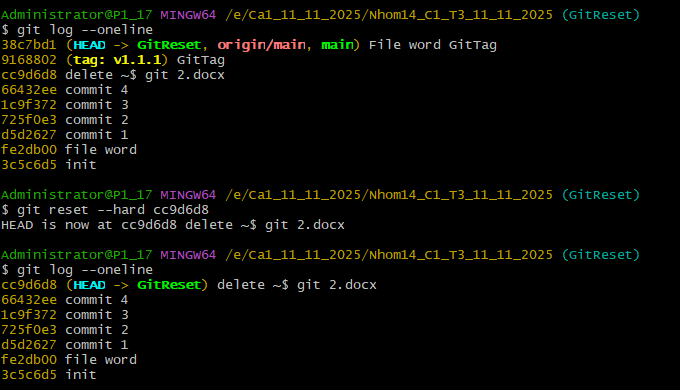 Administrator@P1_17 MINGW64 /e/Ca1_11_11_2025/Nhom14_C1_T3_11_11_2025 (GitReset)
$ git log --oneline
38c7bd1 (HEAD -> GitReset, origin/main, main) File word GitTag
9168802 (tag: v1.1.1) GitTag
cc9d6d8 delete ~$ git 2.docx
66432ee commit 4
1c9f372 commit 3
725f0e3 commit 2
d5d2627 commit 1
fe2db00 file word
3c5c6d5 init
Administrator@P1_17 MINGW64 /e/Ca1_11_11_2025/Nhom14_C1_T3_11_11_2025 (GitReset)
$ git reset --hard cc9d6d8
HEAD is now at cc9d6d8 delete ~$ git 2.docx
Administrator@P1_17 MINGW64 /e/Ca1_11_11_2025/Nhom14_C1_T3_11_11_2025 (GitReset)
$ git log --oneline
cc9d6d8 (HEAD -> GitReset) delete ~$ git 2.docx
66432ee commit 4
1c9f372 commit 3
725f0e3 commit 2
d5d2627 commit 1
fe2db00 file word
3c5c6d5 init